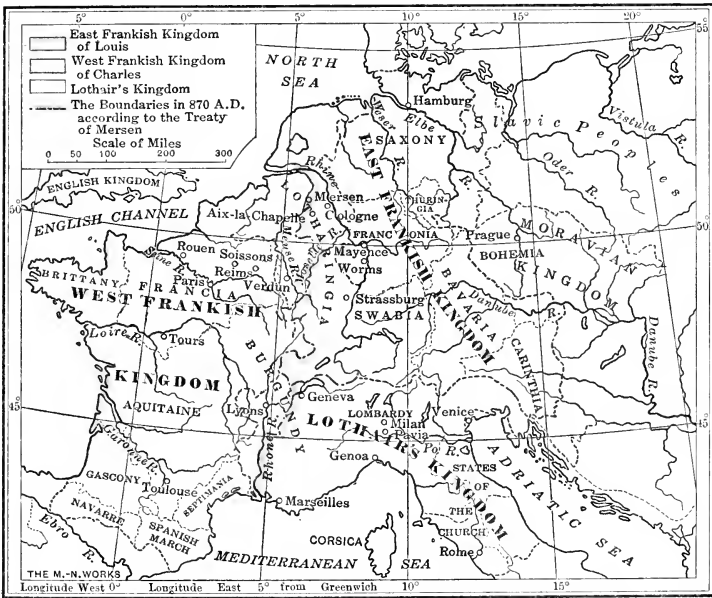 5° 0° 5° 10° 15° 20° 55°
East Frankish Kingdom
of Louis
West Frankish Kingdom
of Charles
Lothair's Kingdom
The Boundaries in 870 A.D.
according to the Treaty
of Mersen
Scale of Miles
0 50 100 200 300
NORTH
SEA
Hamburg
Slavic Peoples
Vistula R.
Oder R.
Weser R.
Elbe
R.
SAXONY
EAST FRANKISH KINGDOM
ENGLISH KINGDOM
50°
ENGLISH CHANNEL
Rhine
R.
Mersen
Aix-la-Chapelle
Cologne
THURIN-
GIA
LOTHARINGIA
Meuse R.
FRANCONIA
Mayence
Worms
Prague
BOHEMIA
MORAVIAN
KINGDOM
50°
Rouen
Soissons
Seine R.
Reims
Paris
Verdun
BRITTANY
FRANCIA
WEST FRANKISH
KINGDOM
Strassburg
SWABIA
BAVARIA
Danube
R.
CARINTHIA
Danube R.
Loire R.
Tours
BURGUNDY
AQUITAINE
45°
Lyons
Geneva
LOTHAIR'S KINGDOM
LOMBARDY
Milan
Pavia
Venice
Po R.
45°
Garonne R.
Rhone R.
Genoa
GASCONY
Toulouse
SEPTIMANIA
Marseilles
NAVARRE
SPANISH
MARCH
Ebro
R.
STATES
OF
THE
CHURCH
Rome
ADRIATIC SEA
CORSICA
MEDITERRANEAN SEA
THE M.-N. WORKS
Longitude West 0° Longitude East 5° from Greenwich 10° 15°